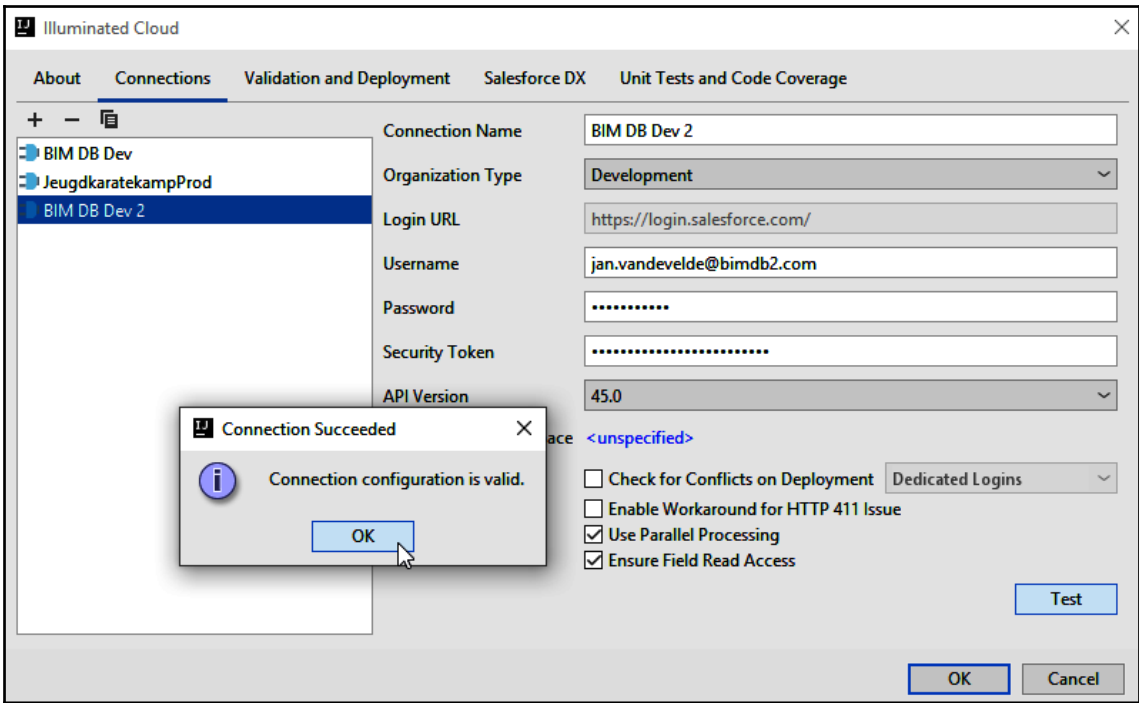 Illuminated Cloud
About Connections Validation and Deployment Salesforce DX Unit Tests and Code Coverage
BIM DB Dev
JeugdkaratekampProd
BIM DB Dev 2
Connection Name BIM DB Dev 2
Organization Type Development
Login URL https://login.salesforce.com/
Username jan.vandevelde@bimdb2.com
Password •••••••••••
Security Token •••••••••••••••••••••••••
API Version 45.0
ace <unspecified>
Check for Conflicts on Deployment Dedicated Logins
Enable Workaround for HTTP 411 Issue
Use Parallel Processing
Ensure Field Read Access
Test
OK Cancel
Connection Succeeded
Connection configuration is valid.
OK